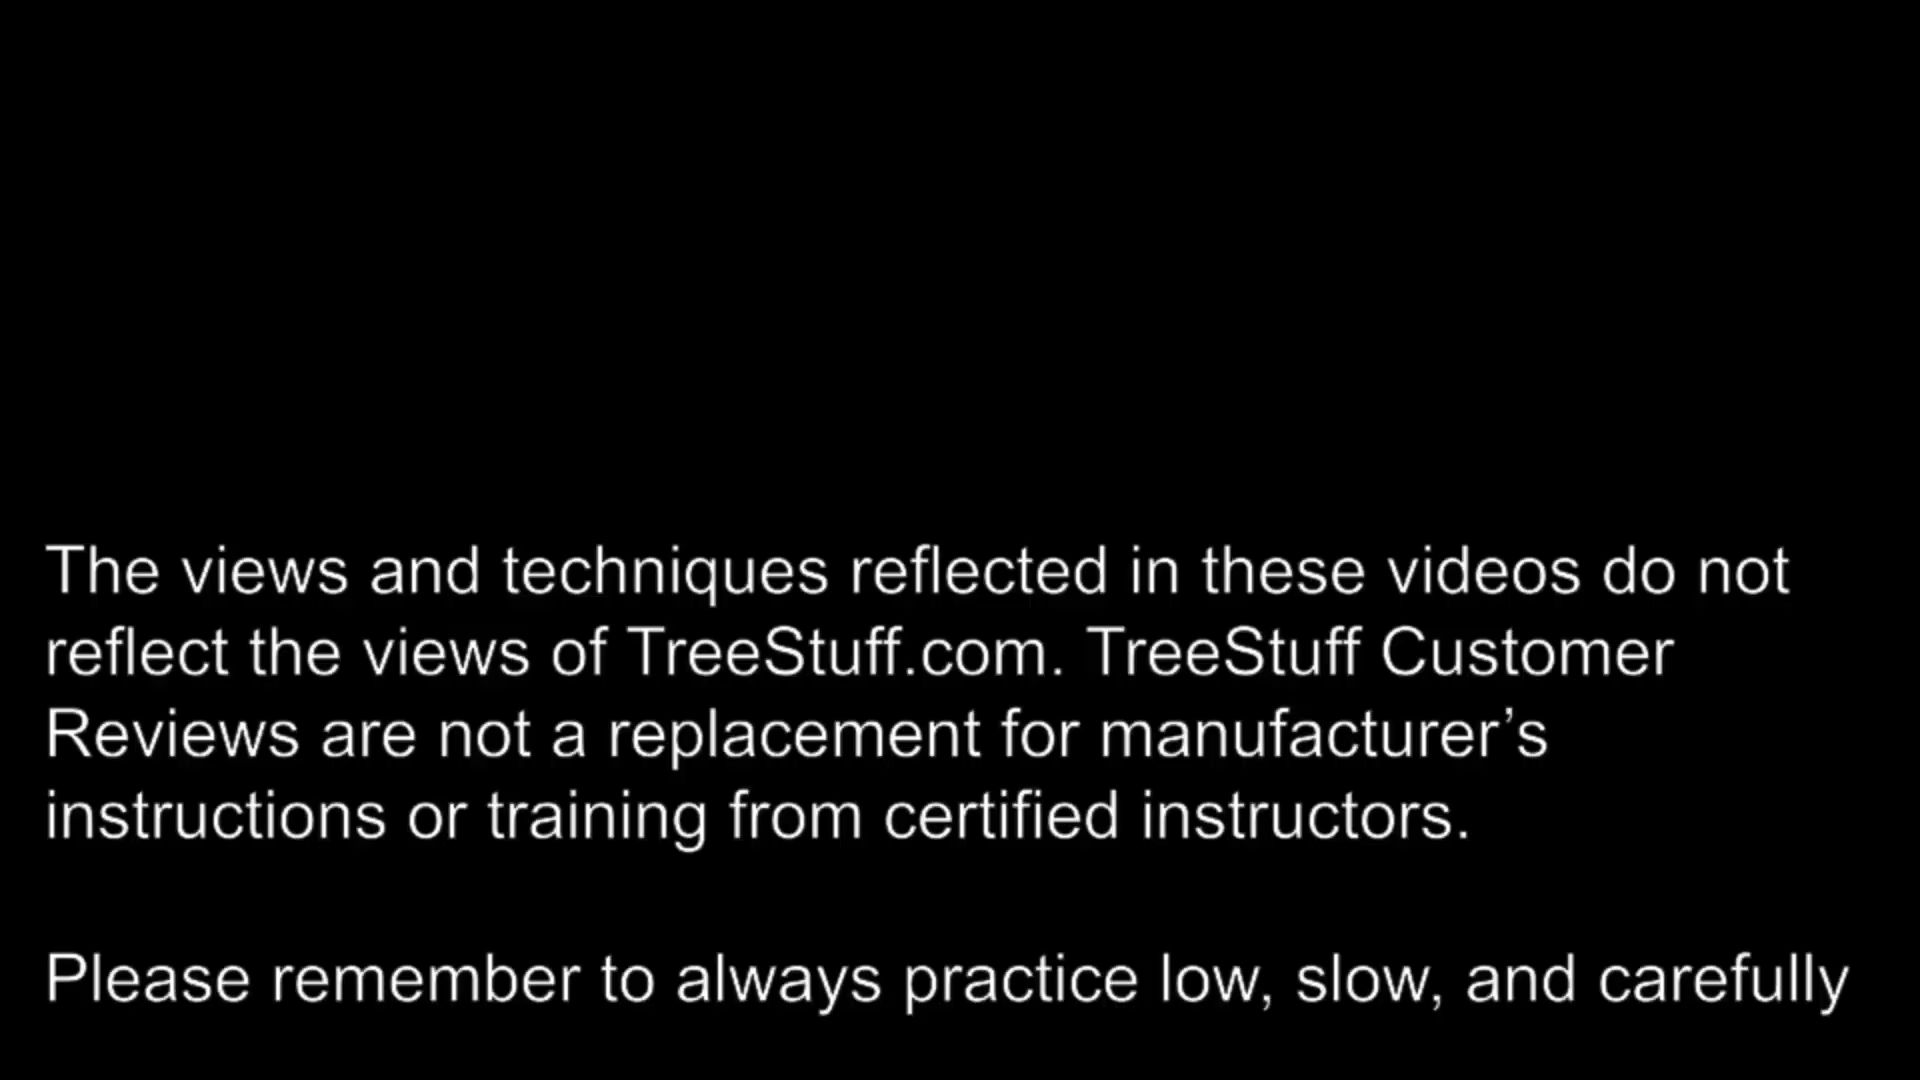 The views and techniques reflected in these videos do not
reflect the views of TreeStuff.com. TreeStuff Customer
Reviews are not a replacement for manufacturer’s
instructions or training from certified instructors.
Please remember to always practice low, slow, and carefully